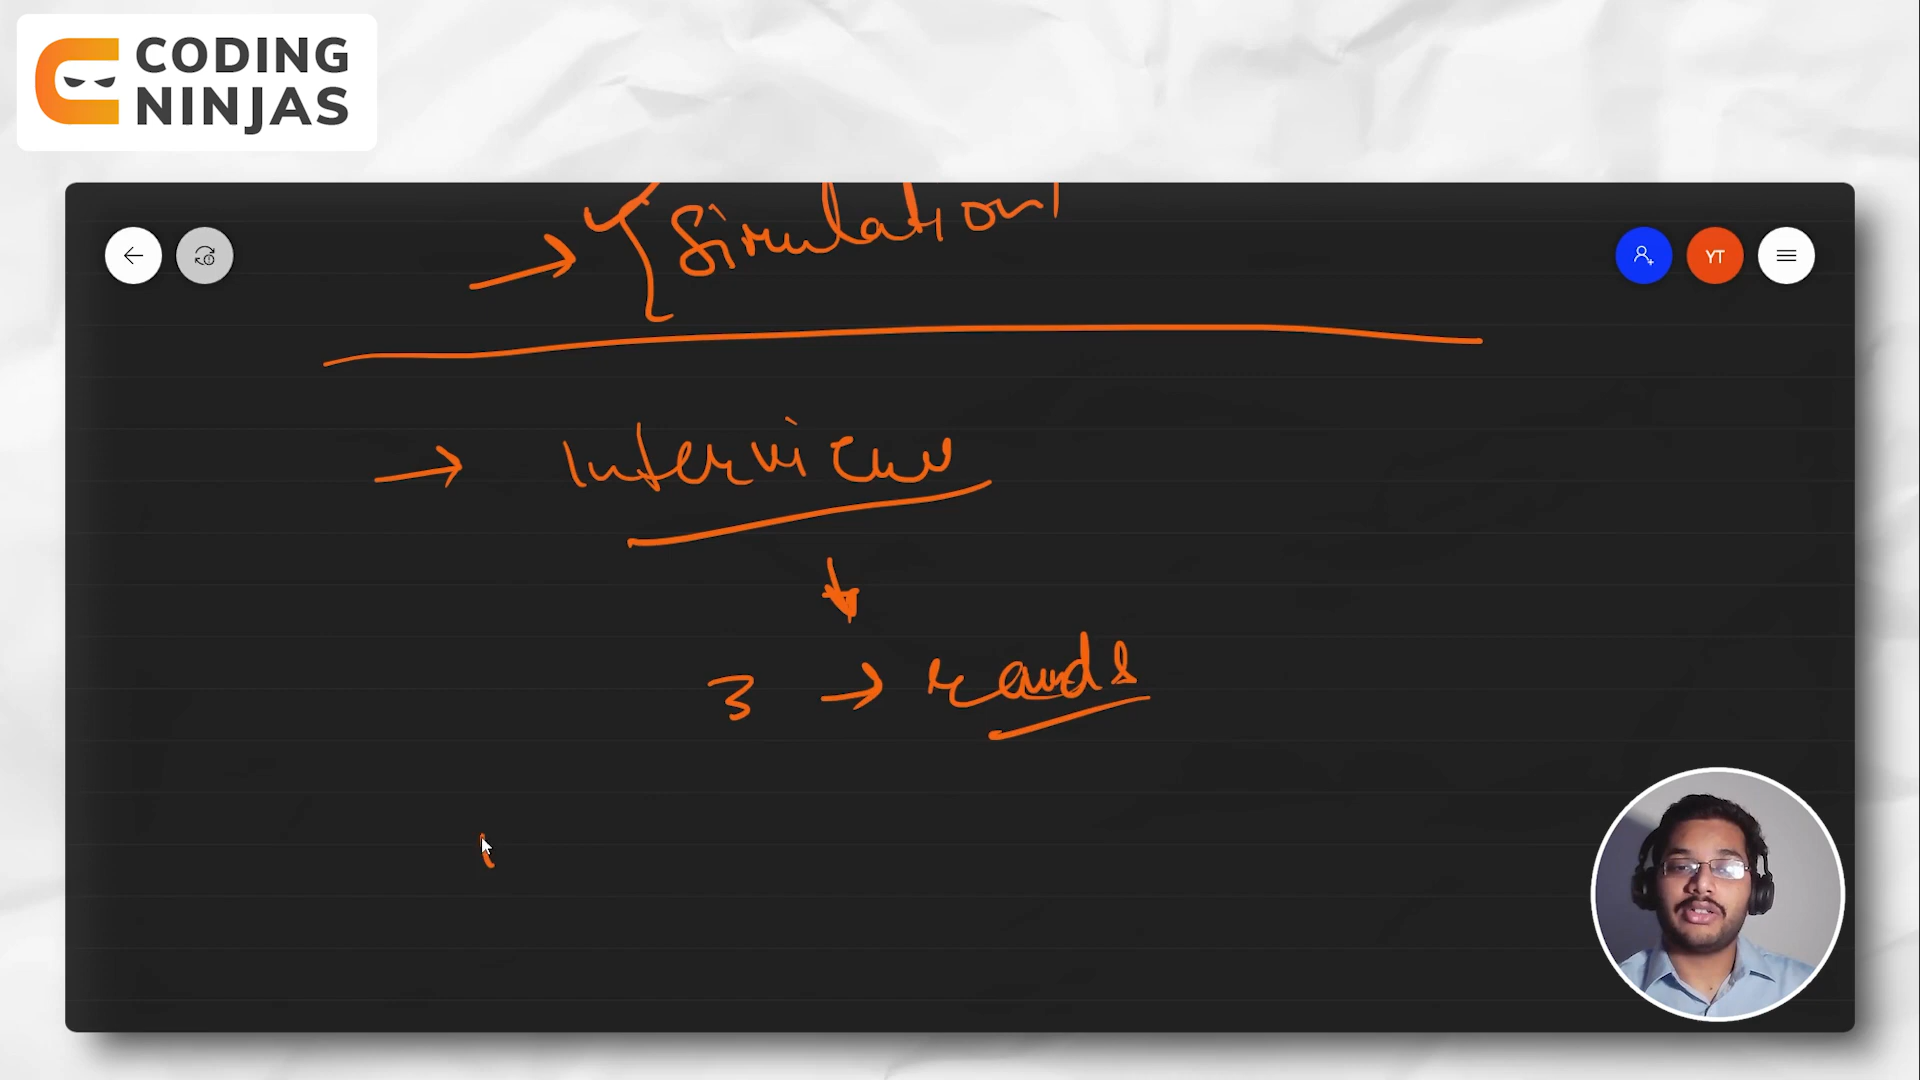 CODING
NINJAS
→ { Simulation
YT
→ Interview
3 → rounds